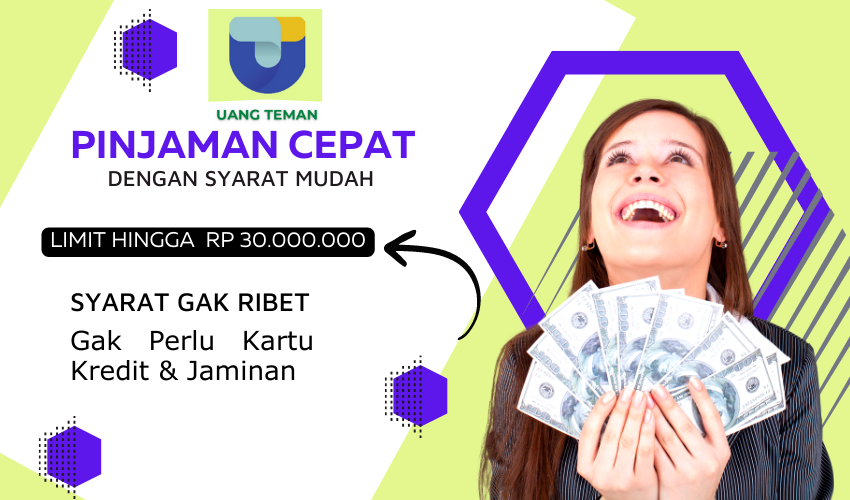 UANG TEMAN
PINJAMAN CEPAT
DENGAN SYARAT MUDAH
LIMIT HINGGA RP 30.000.000
SYARAT GAK RIBET
Gak Perlu Kartu
Kredit & Jaminan